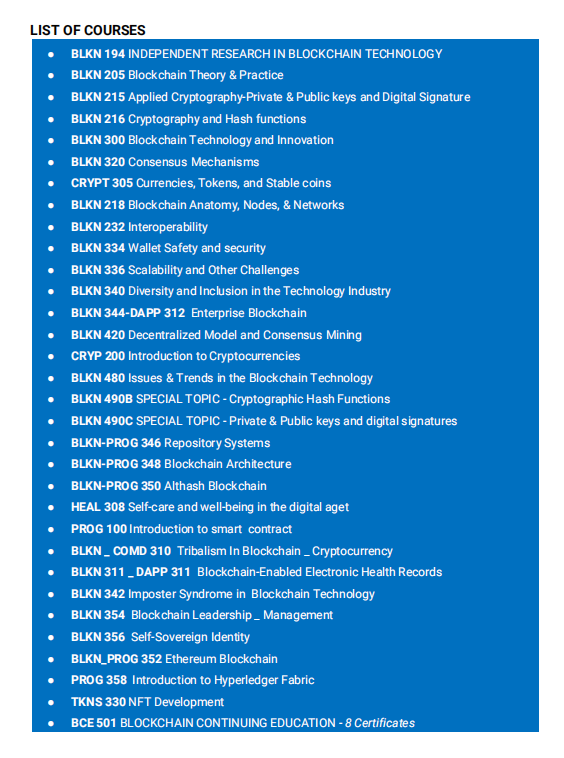 LIST OF COURSES
● BLKN 194 INDEPENDENT RESEARCH IN BLOCKCHAIN TECHNOLOGY
● BLKN 205 Blockchain Theory & Practice
● BLKN 215 Applied Cryptography-Private & Public keys and Digital Signature
● BLKN 216 Cryptography and Hash functions
● BLKN 300 Blockchain Technology and Innovation
● BLKN 320 Consensus Mechanisms
● CRYPT 305 Currencies, Tokens, and Stable coins
● BLKN 218 Blockchain Anatomy, Nodes, & Networks
● BLKN 232 Interoperability
● BLKN 334 Wallet Safety and security
● BLKN 336 Scalability and Other Challenges
● BLKN 340 Diversity and Inclusion in the Technology Industry
● BLKN 344-DAPP 312 Enterprise Blockchain
● BLKN 420 Decentralized Model and Consensus Mining
● CRYP 200 Introduction to Cryptocurrencies
● BLKN 480 Issues & Trends in the Blockchain Technology
● BLKN 490B SPECIAL TOPIC - Cryptographic Hash Functions
● BLKN 490C SPECIAL TOPIC - Private & Public keys and digital signatures
● BLKN-PROG 346 Repository Systems
● BLKN-PROG 348 Blockchain Architecture
● BLKN-PROG 350 Althash Blockchain
● HEAL 308 Self-care and well-being in the digital aget
● PROG 100 Introduction to smart contract
● BLKN _ COMD 310 Tribalism In Blockchain _ Cryptocurrency
● BLKN 311 _ DAPP 311 Blockchain-Enabled Electronic Health Records
● BLKN 342 Imposter Syndrome in Blockchain Technology
● BLKN 354 Blockchain Leadership _ Management
● BLKN 356 Self-Sovereign Identity
● BLKN_PROG 352 Ethereum Blockchain
● PROG 358 Introduction to Hyperledger Fabric
● TKNS 330 NFT Development
● BCE 501 BLOCKCHAIN CONTINUING EDUCATION - 8 Certificates